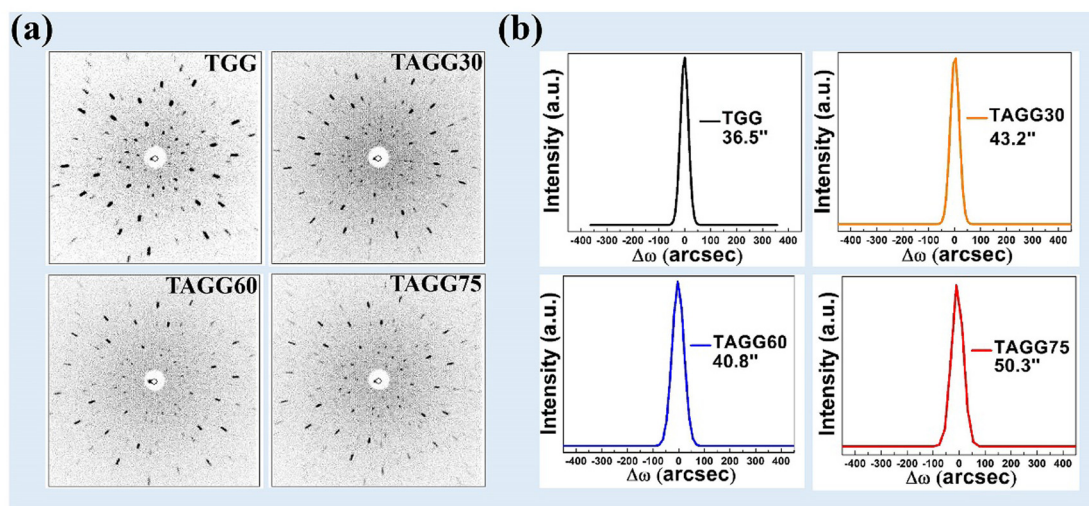 (a)
TGG
TAGG30
TAGG60
TAGG75
(b)
Intensity (a.u.)
TGG
36.5"
-400 -300 -200 -100 0 100 200 300 400
Δω (arcsec)
Intensity (a.u.)
TAGG30
43.2"
-400 -300 -200 -100 0 100 200 300 400
Δω (arcsec)
Intensity (a.u.)
TAGG60
40.8"
-400 -300 -200 -100 0 100 200 300 400
Δω (arcsec)
Intensity (a.u.)
TAGG75
50.3"
-400 -300 -200 -100 0 100 200 300 400
Δω (arcsec)